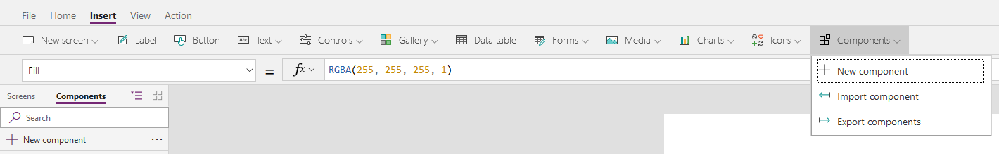 File Home Insert View Action
New screen Label Button Abc Text Controls Gallery Data table Forms Media Charts Icons Components
Fill = fx RGBA(255, 255, 255, 1)
New component
Import component
Export components
Screens Components
Search
New component ...